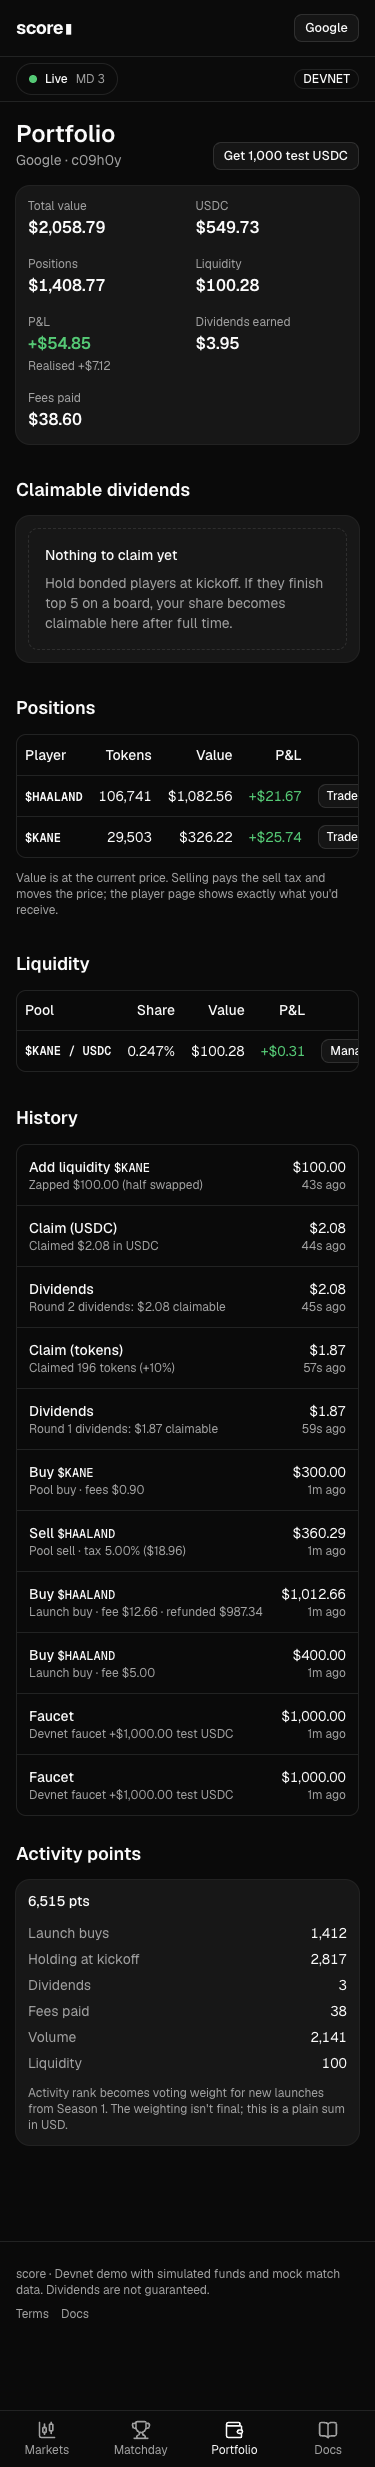 score
Google
Live MD 3
DEVNET
Portfolio
Google · c09h0y
Get 1,000 test USDC
Total value
$2,058.79
USDC
$549.73
Positions
$1,408.77
Liquidity
$100.28
P&L
+$54.85
Realised +$7.12
Dividends earned
$3.95
Fees paid
$38.60
Claimable dividends
Nothing to claim yet
Hold bonded players at kickoff. If they finish
top 5 on a board, your share becomes
claimable here after full time.
Positions
Player Tokens Value P&L
$HAALAND 106,741 $1,082.56 +$21.67 Trade
$KANE 29,503 $326.22 +$25.74 Trade
Value is at the current price. Selling pays the sell tax and
moves the price; the player page shows exactly what you'd
receive.
Liquidity
Pool Share Value P&L
$KANE / USDC 0.247% $100.28 +$0.31 Mana
History
Add liquidity $KANE $100.00
Zapped $100.00 (half swapped) 43s ago
Claim (USDC) $2.08
Claimed $2.08 in USDC 44s ago
Dividends $2.08
Round 2 dividends: $2.08 claimable 45s ago
Claim (tokens) $1.87
Claimed 196 tokens (+10%) 57s ago
Dividends $1.87
Round 1 dividends: $1.87 claimable 59s ago
Buy $KANE $300.00
Pool buy · fees $0.90 1m ago
Sell $HAALAND $360.29
Pool sell · tax 5.00% ($18.96) 1m ago
Buy $HAALAND $1,012.66
Launch buy · fee $12.66 · refunded $987.34 1m ago
Buy $HAALAND $400.00
Launch buy · fee $5.00 1m ago
Faucet $1,000.00
Devnet faucet +$1,000.00 test USDC 1m ago
Faucet $1,000.00
Devnet faucet +$1,000.00 test USDC 1m ago
Activity points
6,515 pts
Launch buys 1,412
Holding at kickoff 2,817
Dividends 3
Fees paid 38
Volume 2,141
Liquidity 100
Activity rank becomes voting weight for new launches
from Season 1. The weighting isn't final; this is a plain sum
in USD.
score · Devnet demo with simulated funds and mock match
data. Dividends are not guaranteed.
Terms Docs
Markets Matchday Portfolio Docs